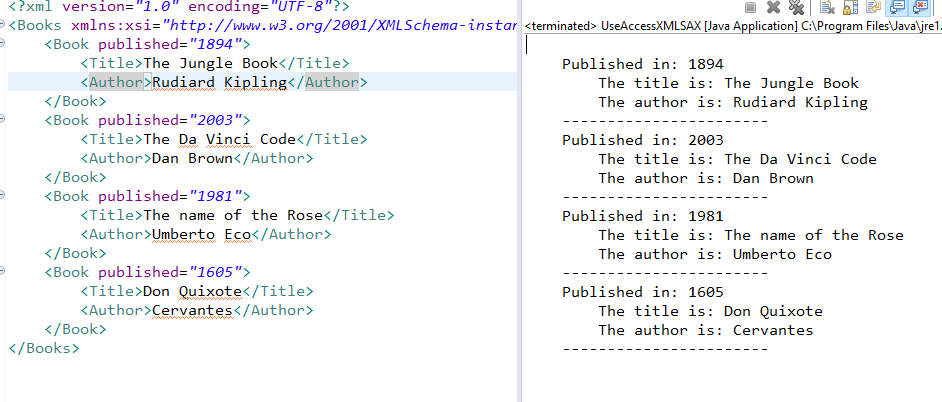 <?xml version="1.0" encoding="UTF-8"?>
<Books xmlns:xsi="http://www.w3.org/2001/XMLSchema-instan
<Book published="1894">
<Title>The Jungle Book</Title>
<Author>Rudiard Kipling</Author>
</Book>
<Book published="2003">
<Title>The Da Vinci Code</Title>
<Author>Dan Brown</Author>
</Book>
<Book published="1981">
<Title>The name of the Rose</Title>
<Author>Umberto Eco</Author>
</Book>
<Book published="1605">
<Title>Don Quixote</Title>
<Author>Cervantes</Author>
</Book>
</Books>
<terminated> UseAccessXMLSAX [Java Application] C:\Program Files\Java\jre1.
Published in: 1894
The title is: The Jungle Book
The author is: Rudiard Kipling
-----------------------
Published in: 2003
The title is: The Da Vinci Code
The author is: Dan Brown
-----------------------
Published in: 1981
The title is: The name of the Rose
The author is: Umberto Eco
-----------------------
Published in: 1605
The title is: Don Quixote
The author is: Cervantes
-----------------------